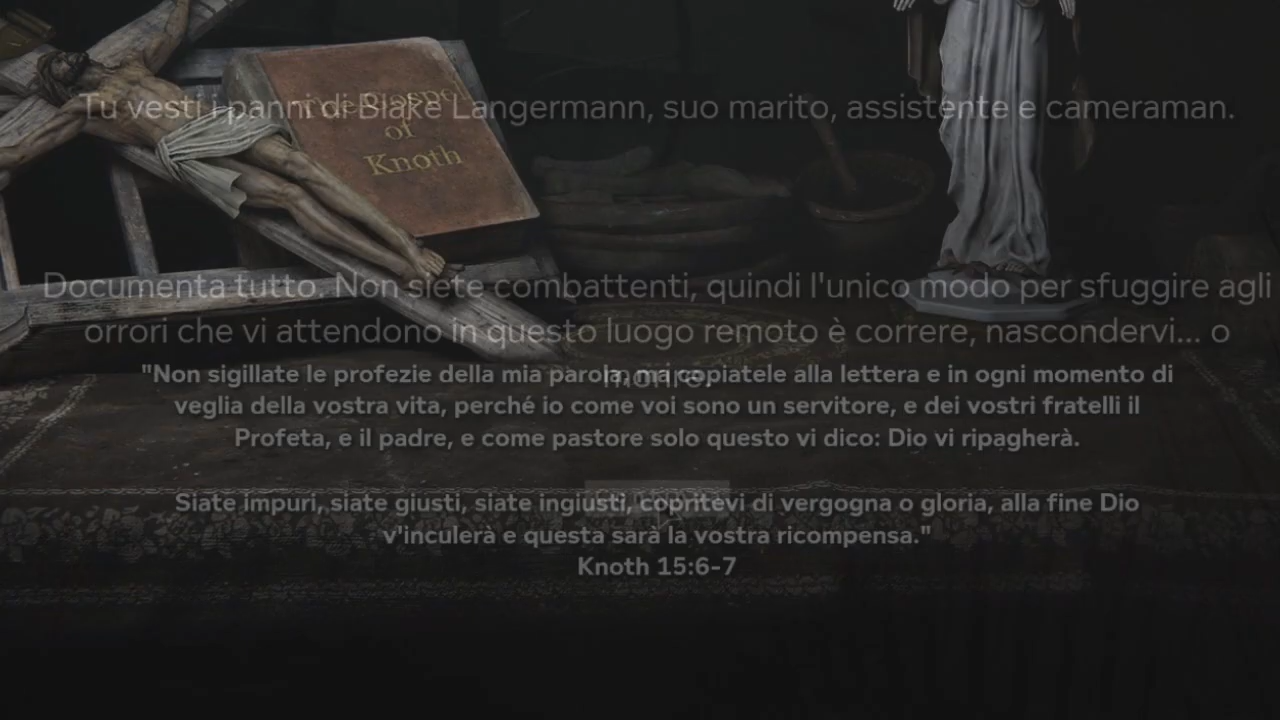 The Gospel
of
Knoth
Tu vesti i panni di Blake Langermann, suo marito, assistente e cameraman.
Documenta tutto. Non siete combattenti, quindi l'unico modo per sfuggire agli
orrori che vi attendono in questo luogo remoto è correre, nascondervi... o
morire.
"Non sigillate le profezie della mia parola, ma copiatele alla lettera e in ogni momento di
veglia della vostra vita, perché io come voi sono un servitore, e dei vostri fratelli il
Profeta, e il padre, e come pastore solo questo vi dico: Dio vi ripagherà.
Siate impuri, siate giusti, siate ingiusti, copritevi di vergogna o gloria, alla fine Dio
v'inculerà e questa sarà la vostra ricompensa."
Knoth 15:6-7